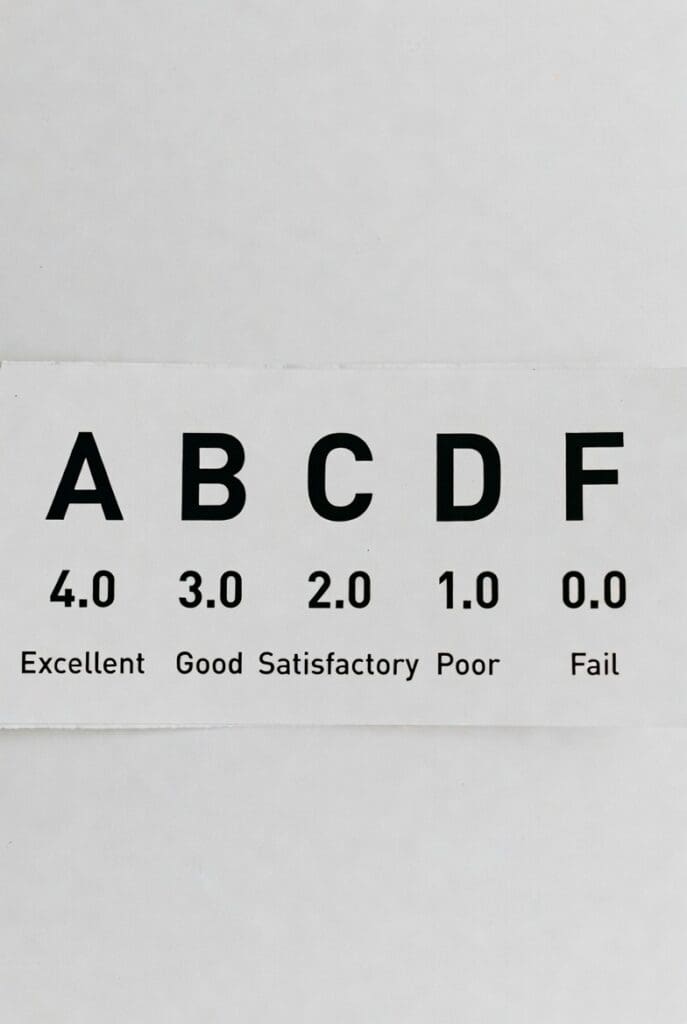 A B C D F
4.0 3.0 2.0 1.0 0.0
Excellent Good Satisfactory Poor Fail